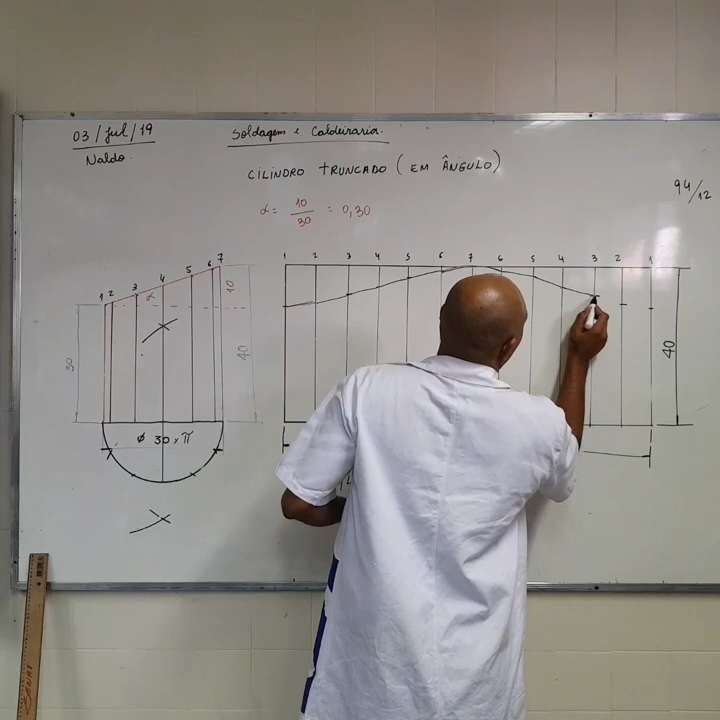 03/Jul/19
Naldo.
Soldagem e Caldeiraria.
CILINDRO TRUNCADO (EM ÂNGULO)
94/12
α = 10/30 = 0,30
1 2 3 4 5 6 7
α
10
30
40
Ø 30 x π
1 2 3 4 5 6 7 6 5 4 3 2 1
40